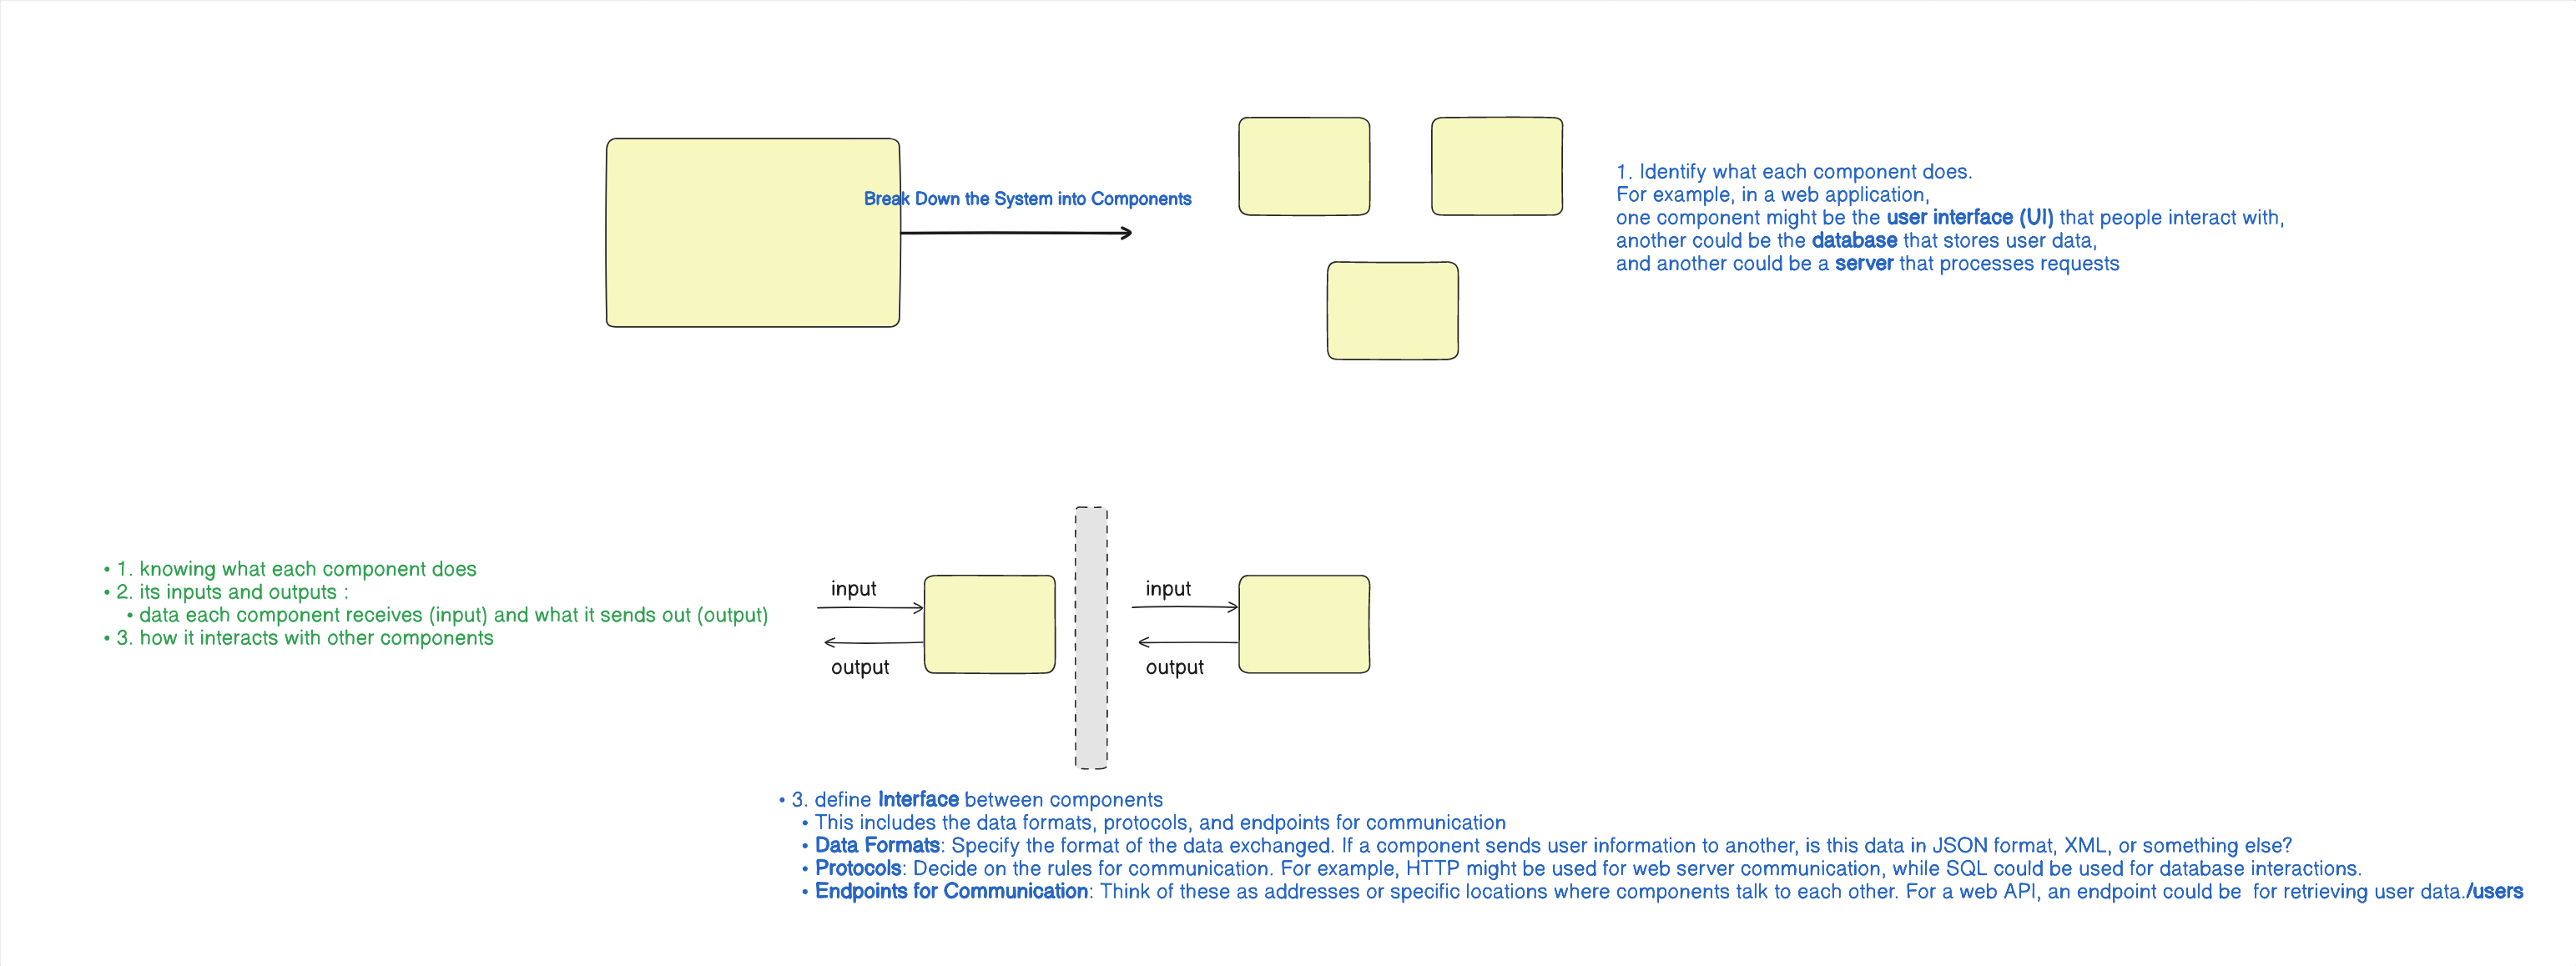 Break Down the System into Components
1. Identify what each component does.
For example, in a web application,
one component might be the user interface (UI) that people interact with,
another could be the database that stores user data,
and another could be a server that processes requests
• 1. knowing what each component does
• 2. its inputs and outputs :
• data each component receives (input) and what it sends out (output)
• 3. how it interacts with other components
input
output
input
output
• 3. define Interface between components
• This includes the data formats, protocols, and endpoints for communication
• Data Formats: Specify the format of the data exchanged. If a component sends user information to another, is this data in JSON format, XML, or something else?
• Protocols: Decide on the rules for communication. For example, HTTP might be used for web server communication, while SQL could be used for database interactions.
• Endpoints for Communication: Think of these as addresses or specific locations where components talk to each other. For a web API, an endpoint could be  for retrieving user data./users